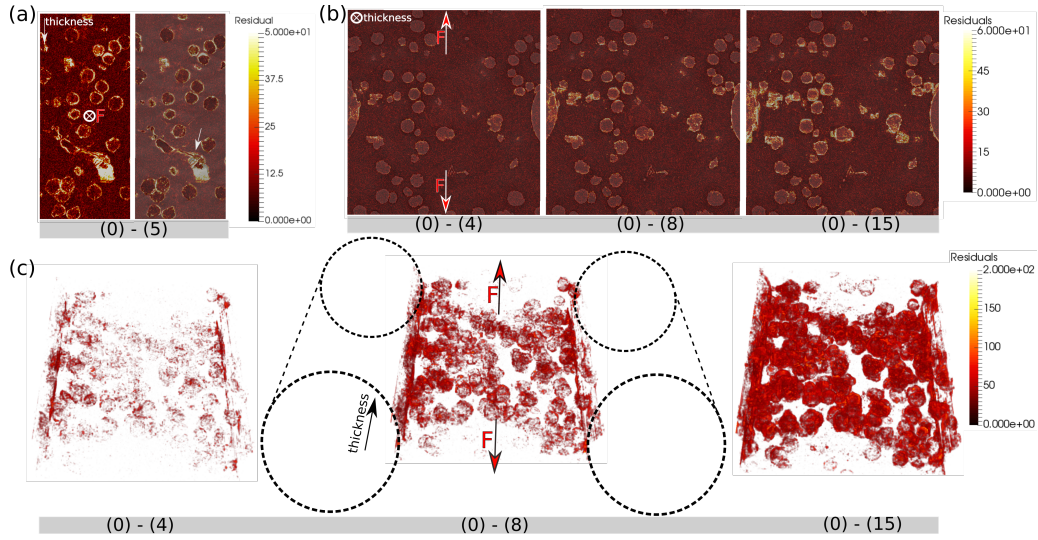 (a)
thickness
F
Residual
5.000e+01
37.5
25
12.5
0.000e+00
(0) - (5)
(b)
thickness
F
F
Residuals
6.000e+01
45
30
15
0.000e+00
(0) - (4)
(0) - (8)
(0) - (15)
(c)
F
F
thickness
Residuals
2.000e+02
150
100
50
0.000e+00
(0) - (4)
(0) - (8)
(0) - (15)